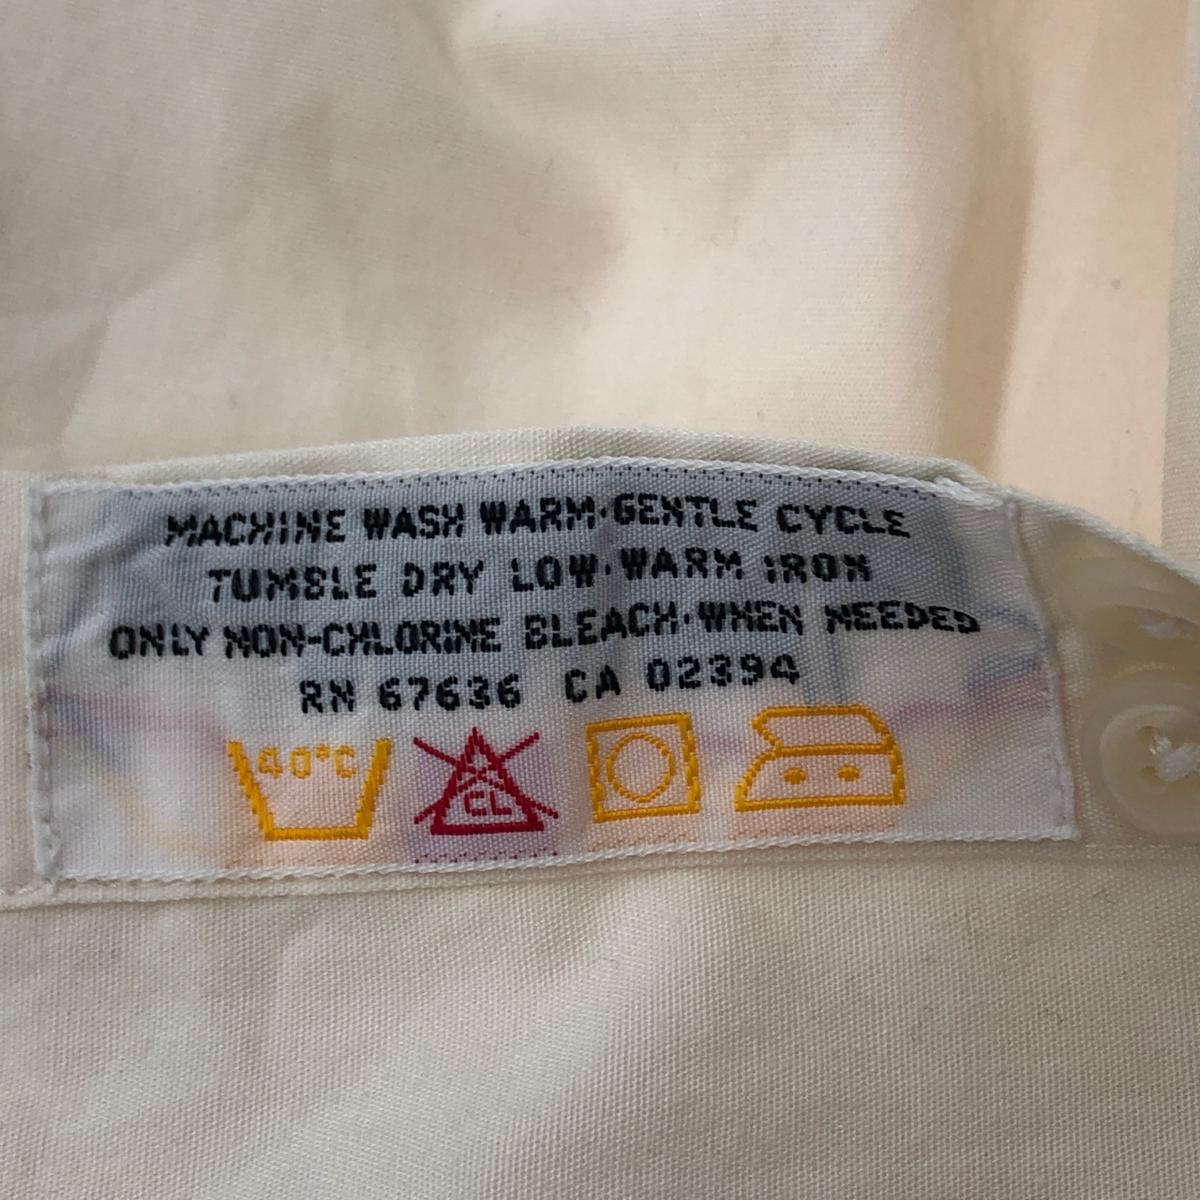 MACHINE WASH WARM·GENTLE CYCLE
TUMBLE DRY LOW·WARM IRON
ONLY NON-CHLORINE BLEACH·WHEN NEEDED
RN 67636 CA 02394
40°C CL